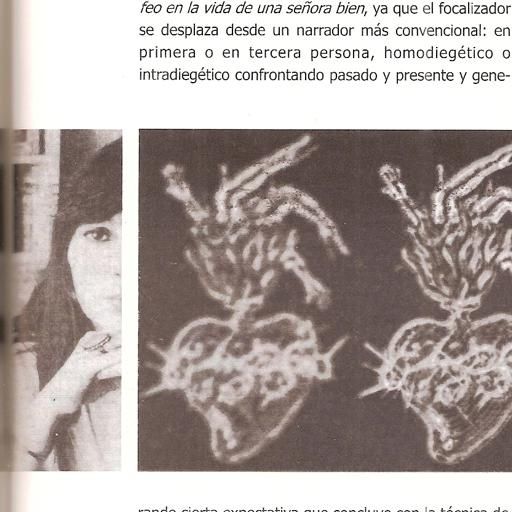 feo en la vida de una señora bien, ya que el focalizador
se desplaza desde un narrador más convencional: en
primera o en tercera persona, homodiegético o
intradiegético confrontando pasado y presente y gene-
rando cierta expectativa que concluye con la técnica de